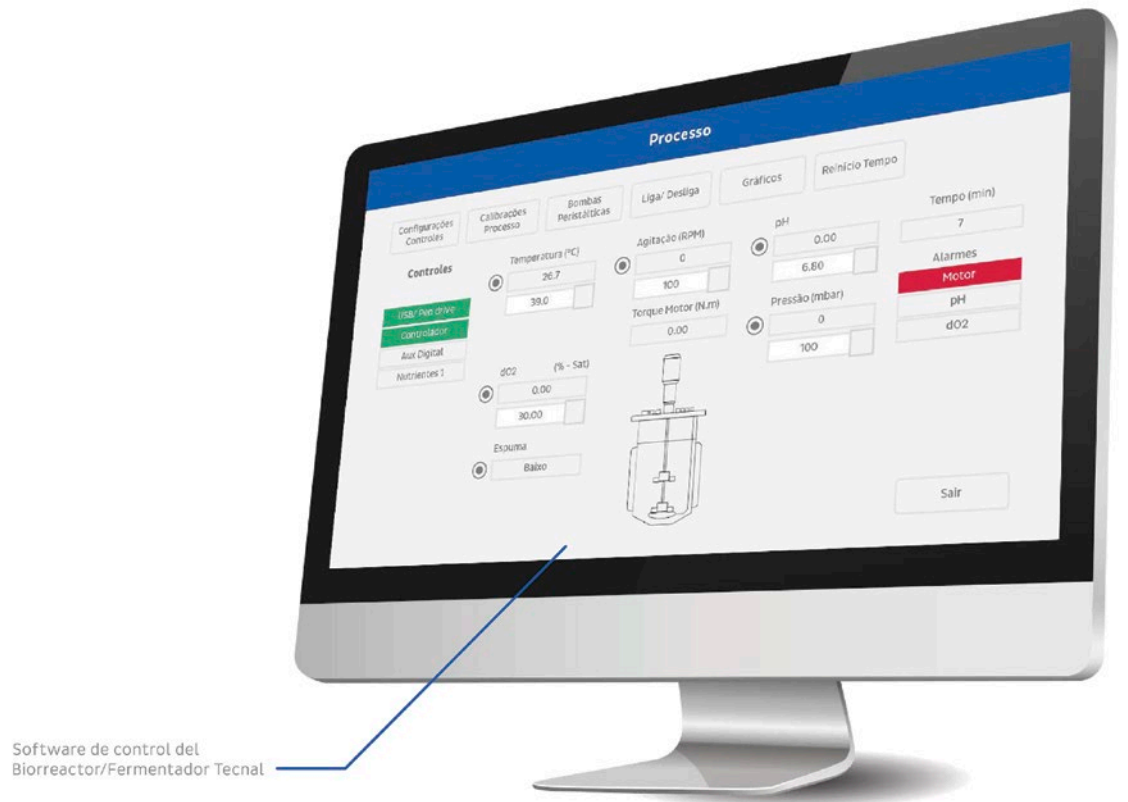 Processo
Configurações
Controles
Calibrações
Processo
Bombas
Peristálticas
Liga/ Desliga
Gráficos
Reinício Tempo
Controles
USB/ Pen drive
Controlador
Aux Digital
Nutrientes 1
Temperatura (°C)
26.7
39.0
dO2 (% - Sat)
0.00
30.00
Espuma
Baixo
Agitação (RPM)
0
100
Torque Motor (N.m)
0.00
pH
0.00
6.80
Pressão (mbar)
0
100
Tempo (min)
7
Alarmes
Motor
pH
dO2
Sair
Software de control del
Biorreactor/Fermentador Tecnal